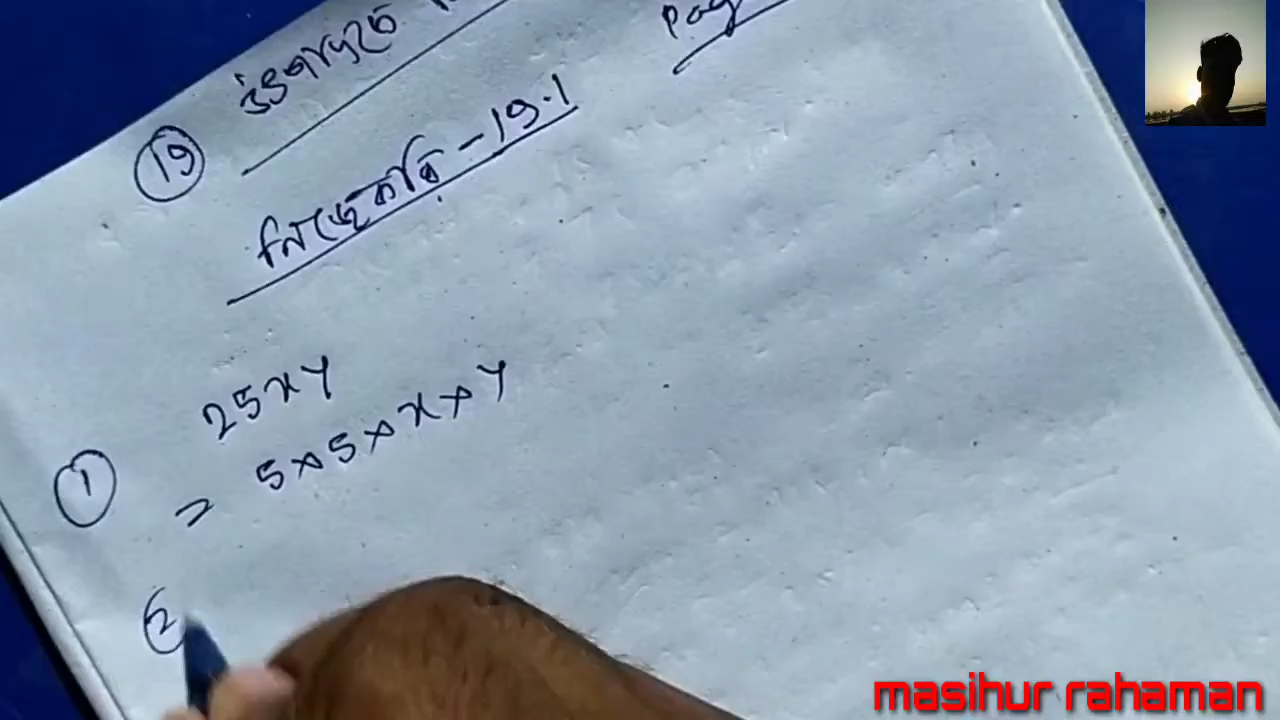 ⑲ উৎপাদকে
Pag
নিজে করি – 19.1
① 25xy
= 5×5×x×y
②
masihur rahaman